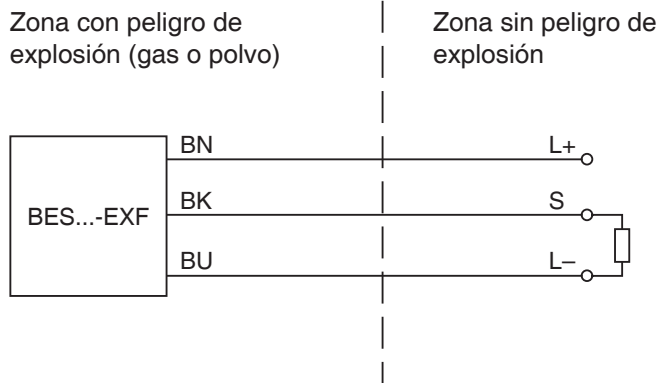 Zona con peligro de
explosión (gas o polvo)
Zona sin peligro de
explosión
BES...-EXF
BN
L+
BK
S
BU
L–